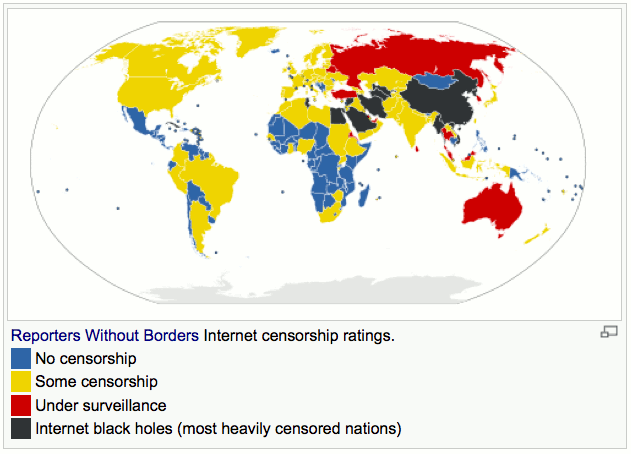 Reporters Without Borders Internet censorship ratings.
No censorship
Some censorship
Under surveillance
Internet black holes (most heavily censored nations)